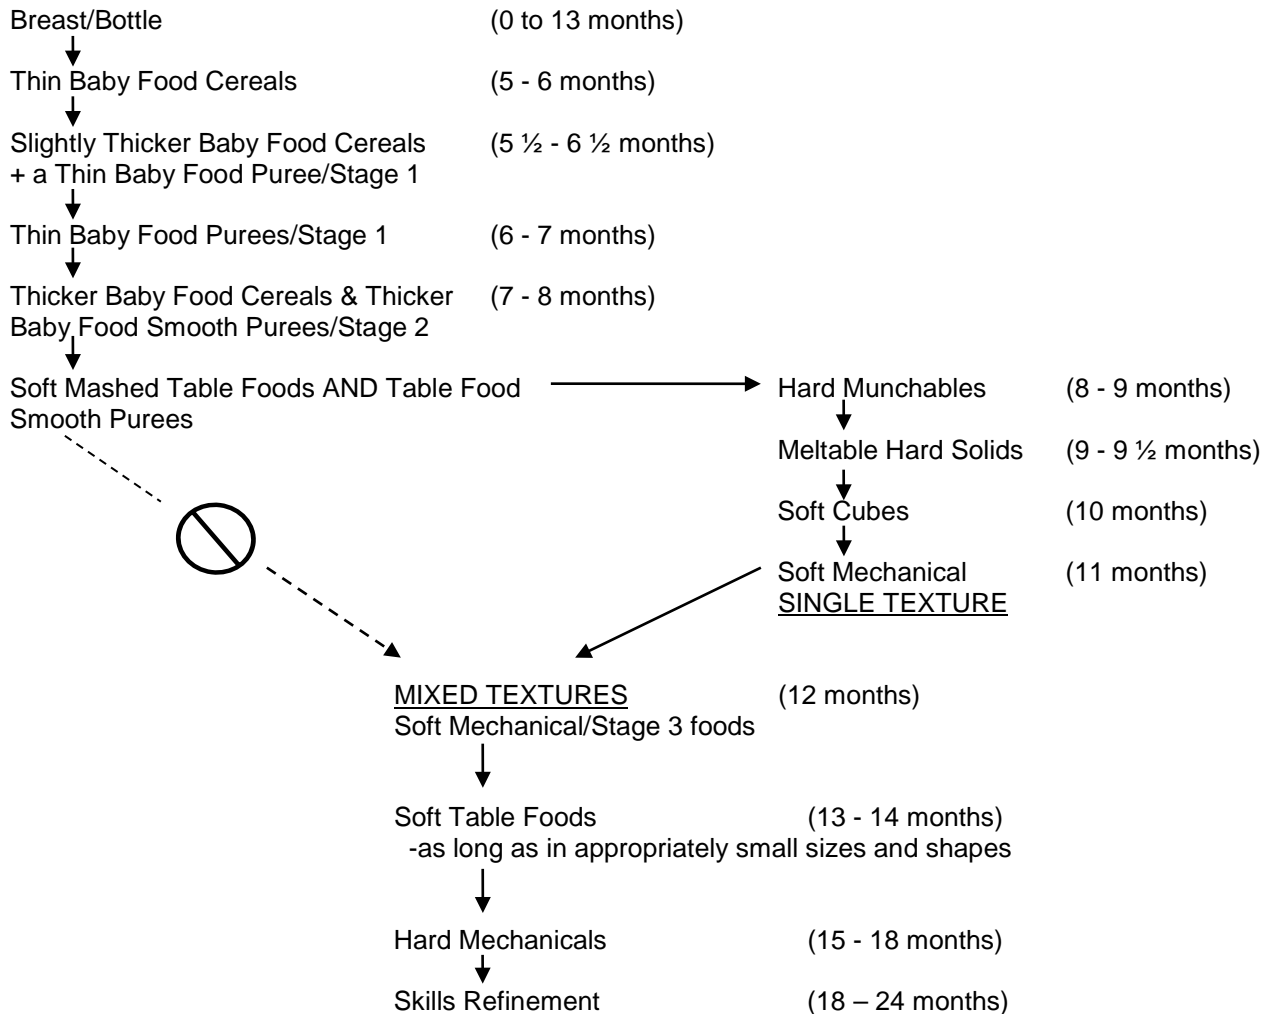 Breast/Bottle (0 to 13 months)
Thin Baby Food Cereals (5 - 6 months)
Slightly Thicker Baby Food Cereals (5 ½ - 6 ½ months)
+ a Thin Baby Food Puree/Stage 1
Thin Baby Food Purees/Stage 1 (6 - 7 months)
Thicker Baby Food Cereals & Thicker (7 - 8 months)
Baby Food Smooth Purees/Stage 2
Soft Mashed Table Foods AND Table Food
Smooth Purees
Hard Munchables (8 - 9 months)
Meltable Hard Solids (9 - 9 ½ months)
Soft Cubes (10 months)
Soft Mechanical (11 months)
SINGLE TEXTURE
MIXED TEXTURES (12 months)
Soft Mechanical/Stage 3 foods
Soft Table Foods (13 - 14 months)
-as long as in appropriately small sizes and shapes
Hard Mechanicals (15 - 18 months)
Skills Refinement (18 – 24 months)